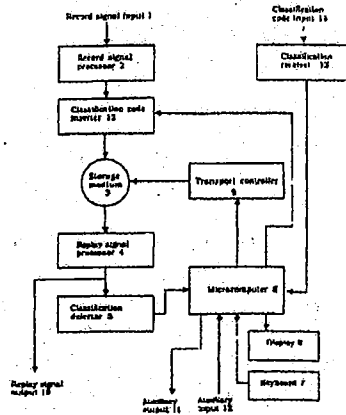 Record signal input 1
Classification
code input 11
Record signal
processor 2
Classification
receiver 12
Classification code
inserter 13
Storage
medium
3
Transport controller
6
Replay signal
processor 4
Microcomputer 8
Classification
detector 5
Display 9
Keyboard 7
Replay signal
output 10
Auxiliary
output 11
Auxiliary
input 12